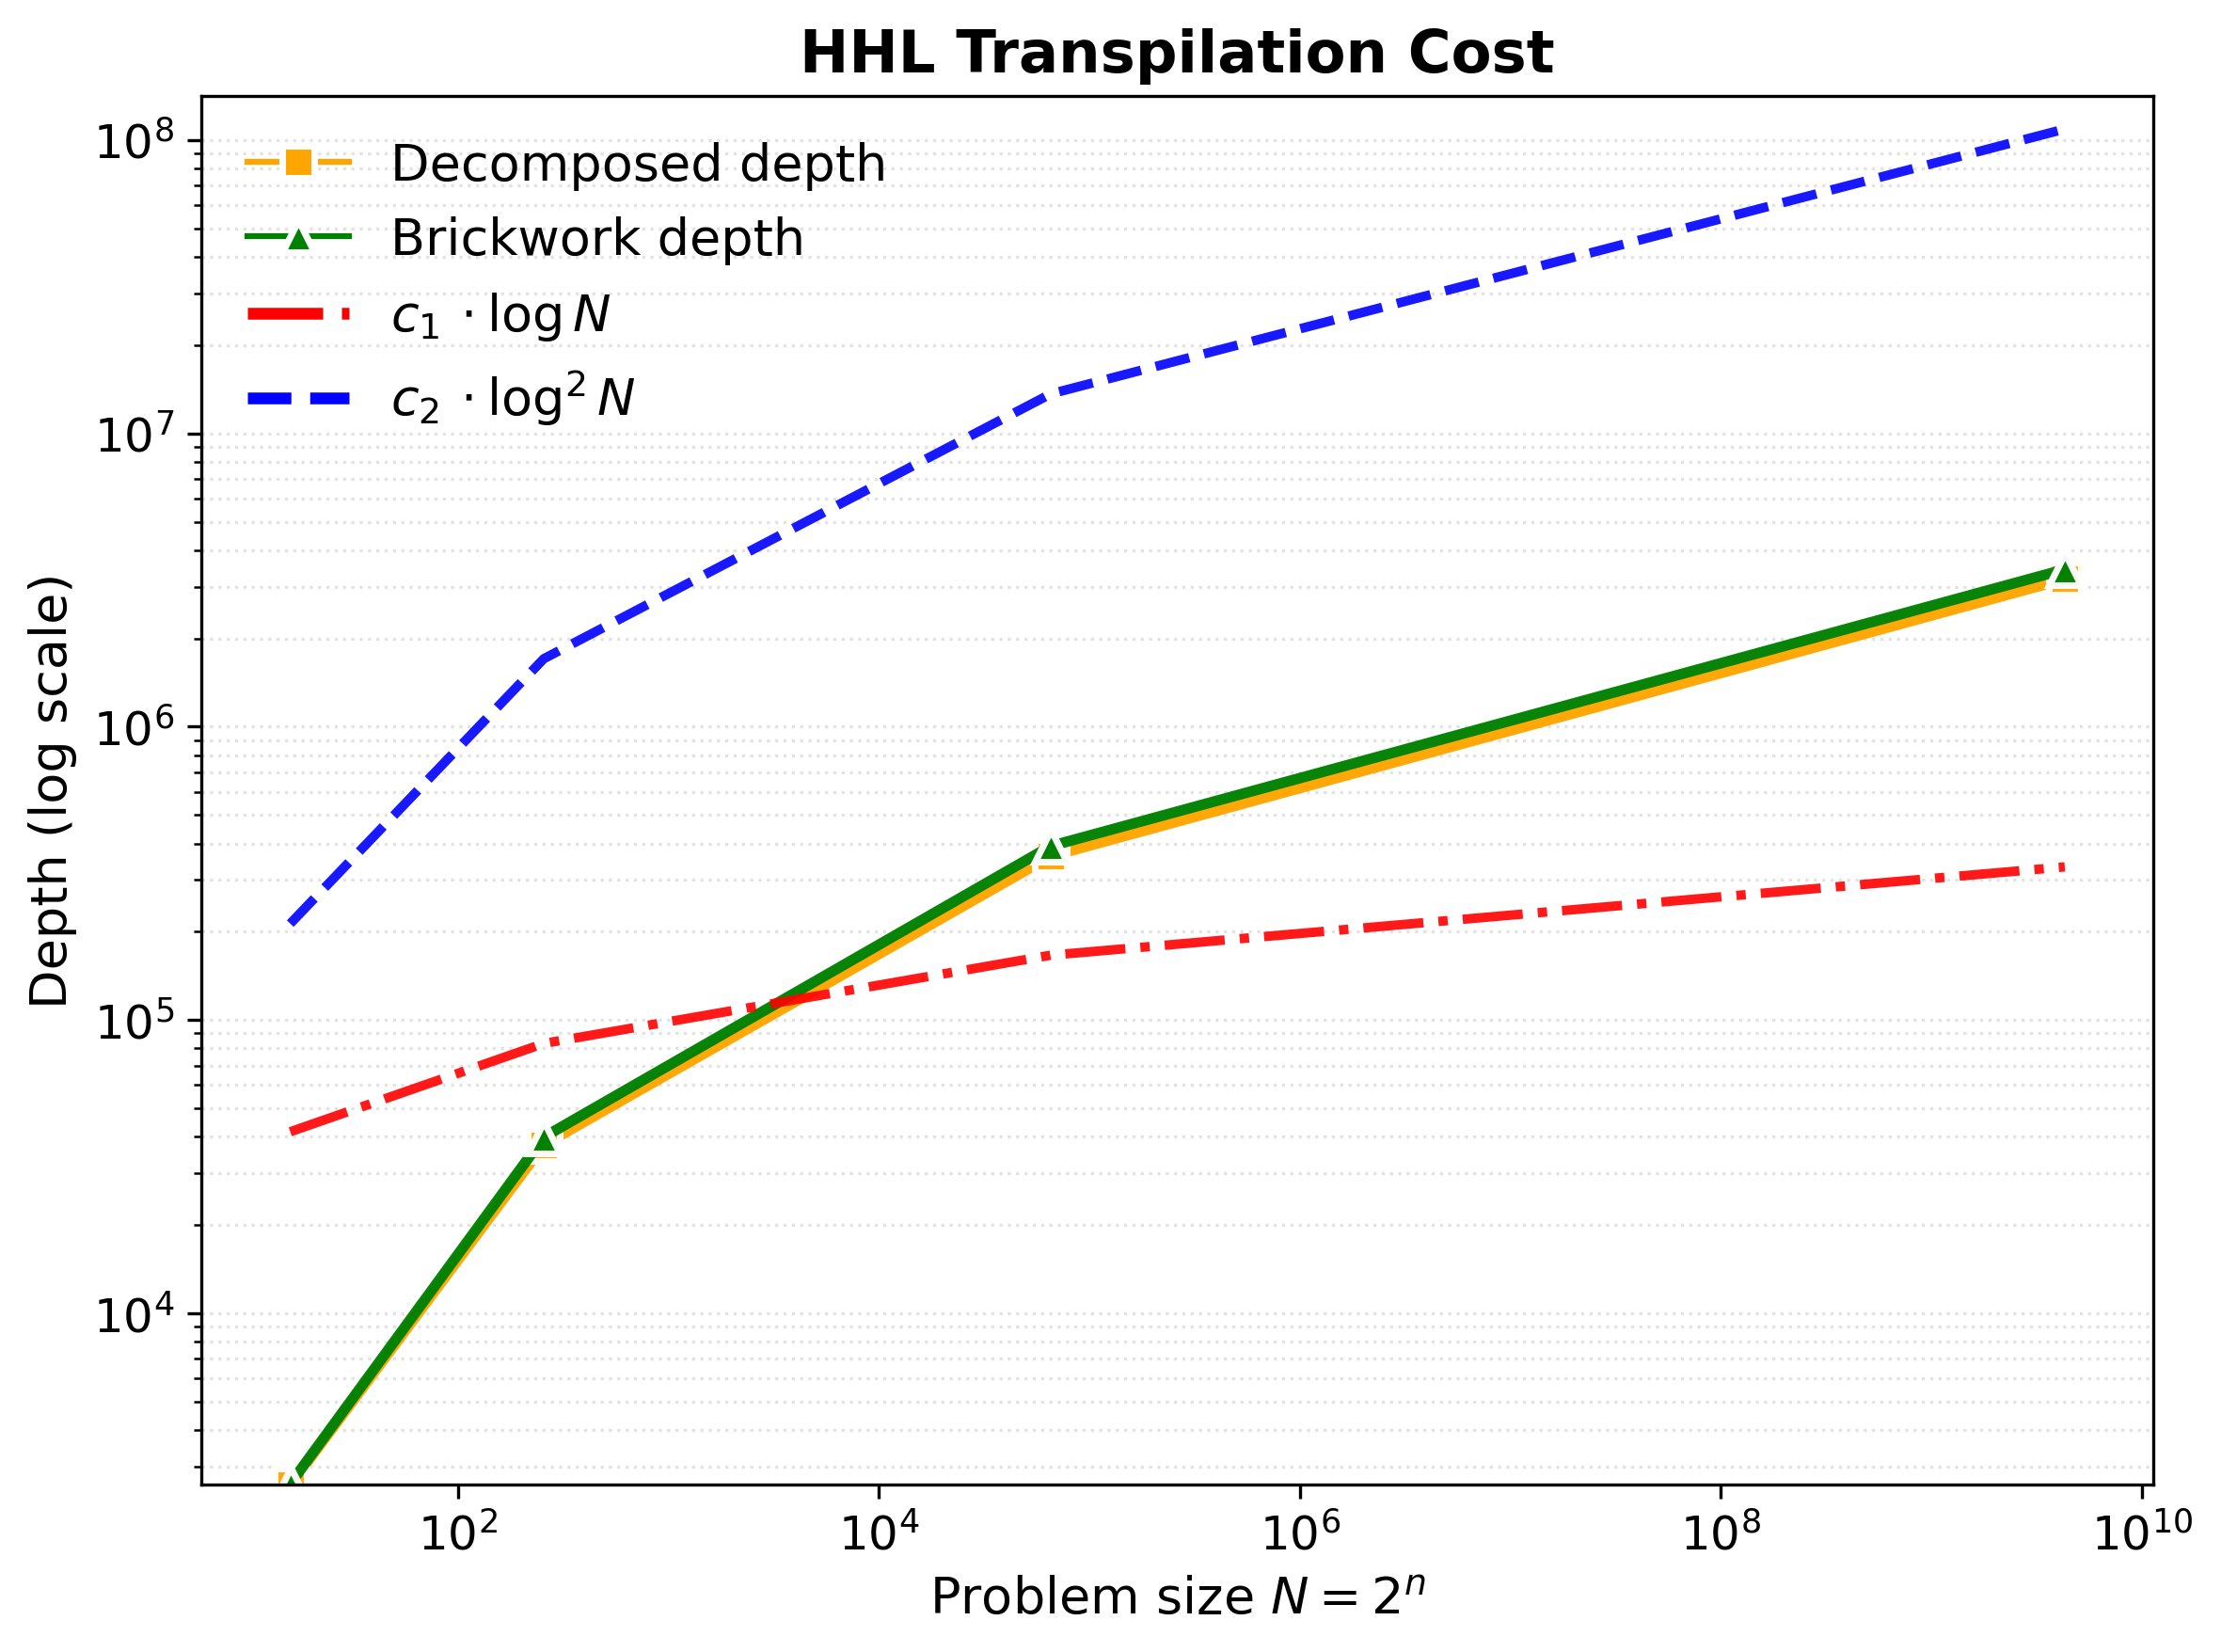 HHL Transpilation Cost
Decomposed depth
Brickwork depth
c₁ · log N
c₂ · log² N
Depth (log scale)
10⁸
10⁷
10⁶
10⁵
10⁴
10² 10⁴ 10⁶ 10⁸ 10¹⁰
Problem size N = 2ⁿ